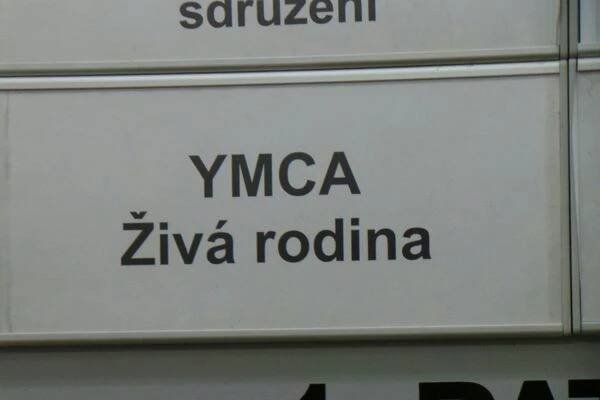 sdružení
YMCA
Živá rodina